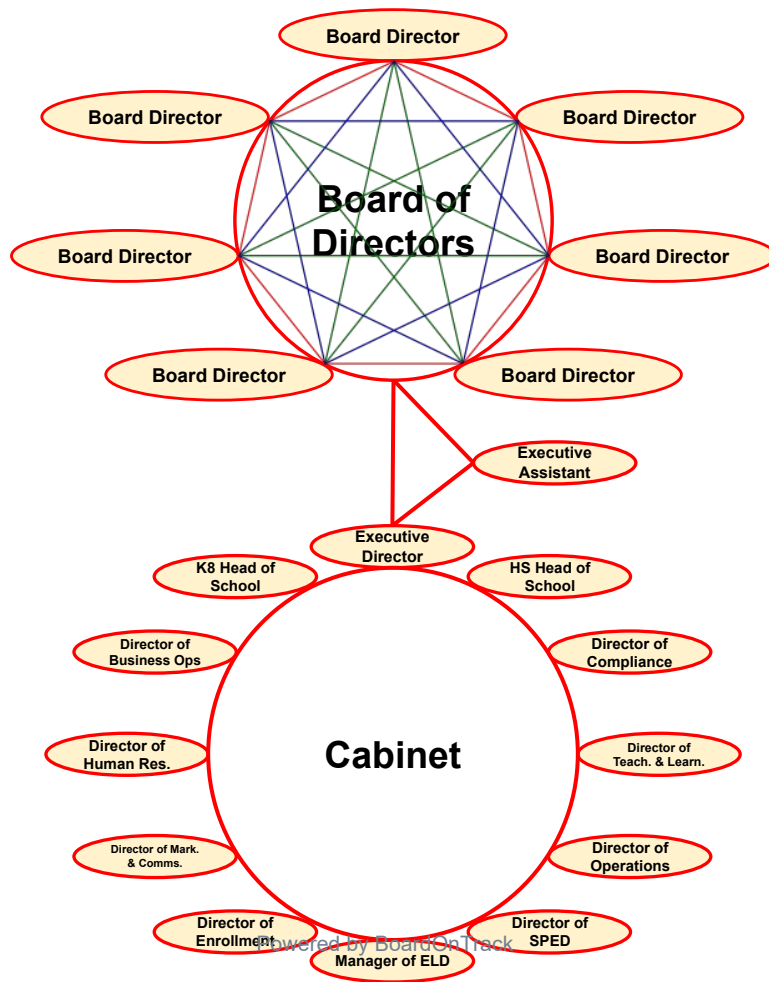 Board Director
Board Director
Board Director
Board of
Directors
Board Director
Board Director
Board Director
Board Director
Executive
Assistant
Executive
Director
K8 Head of
School
HS Head of
School
Director of
Business Ops
Director of
Compliance
Director of
Human Res.
Cabinet
Director of
Teach. & Learn.
Director of Mark.
& Comms.
Director of
Operations
Director of
Enrollment
Director of
SPED
Powered by BoardOnTrack
Manager of ELD